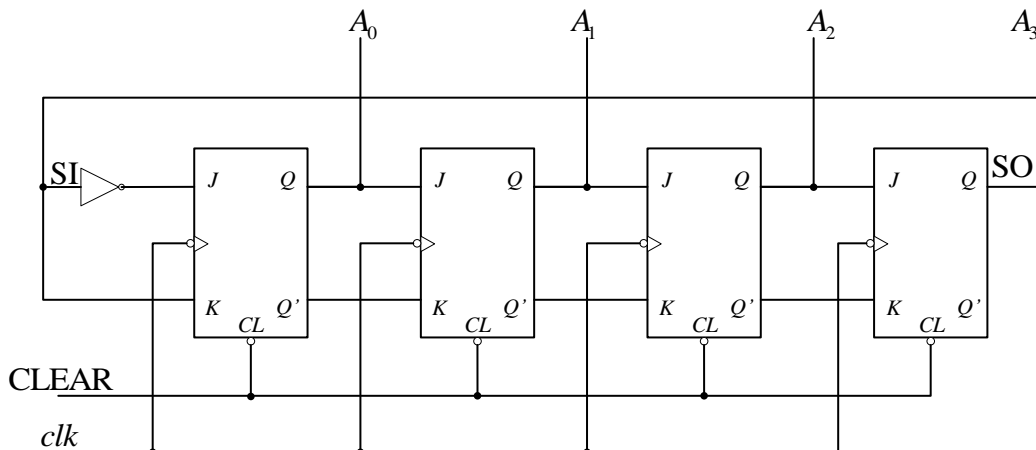 A₀ A₁ A₂ A₃
SI J Q J Q J Q J Q SO
K Q’ K Q’ K Q’ K Q’
CL CL CL CL
CLEAR
clk